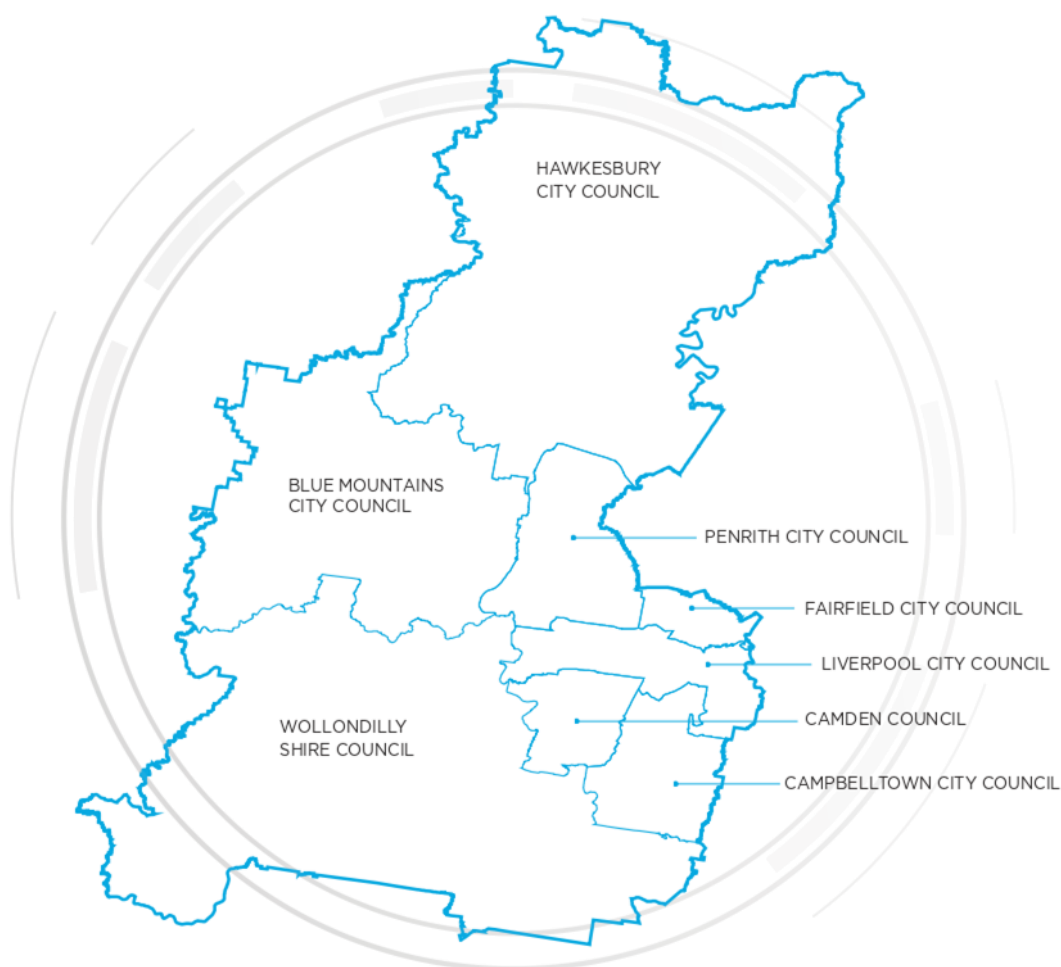 HAWKESBURY
CITY COUNCIL
BLUE MOUNTAINS
CITY COUNCIL
PENRITH CITY COUNCIL
FAIRFIELD CITY COUNCIL
LIVERPOOL CITY COUNCIL
CAMDEN COUNCIL
WOLLONDILLY
SHIRE COUNCIL
CAMPBELLTOWN CITY COUNCIL